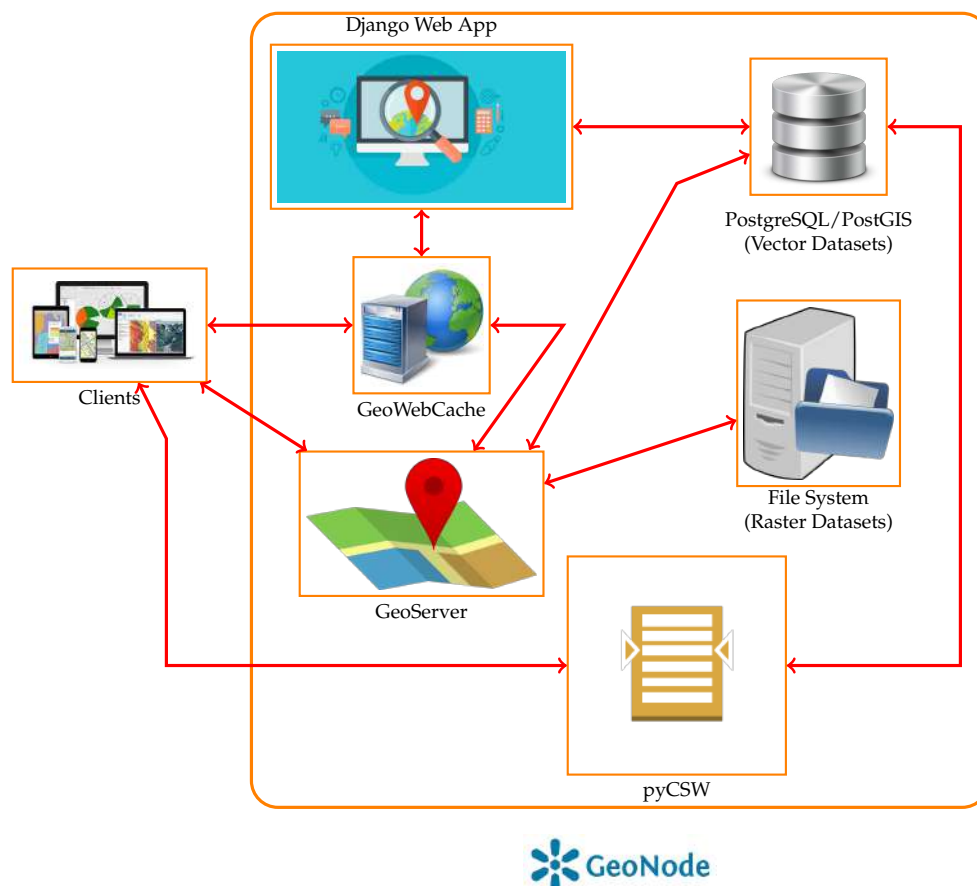 Django Web App
PostgreSQL/PostGIS
(Vector Datasets)
Clients
GeoWebCache
File System
(Raster Datasets)
GeoServer
pyCSW
GeoNode